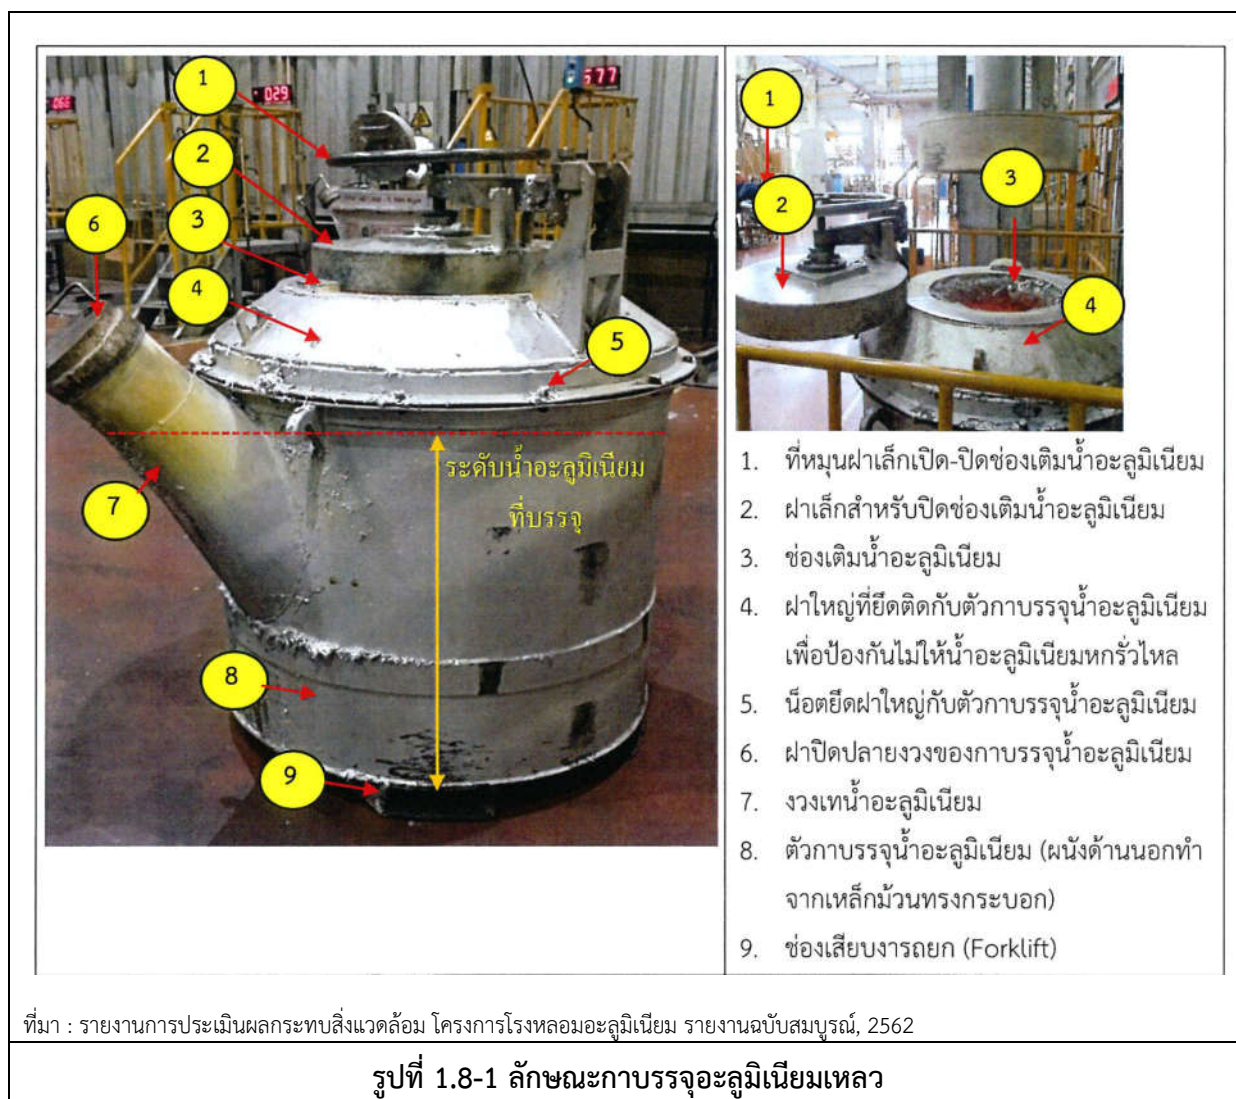 066
029
577
1
2
3
4
5
6
7
8
9
ระดับน้ำอะลูมิเนียม
ที่บรรจุ
1
2
3
4
1. ที่หมุนฝาเล็กเปิด-ปิดช่องเติมน้ำอะลูมิเนียม
2. ฝาเล็กสำหรับปิดช่องเติมน้ำอะลูมิเนียม
3. ช่องเติมน้ำอะลูมิเนียม
4. ฝาใหญ่ที่ยึดติดกับตัวกาบรรจุน้ำอะลูมิเนียม
เพื่อป้องกันไม่ให้น้ำอะลูมิเนียมหกรั่วไหล
5. น็อตยึดฝาใหญ่กับตัวกาบรรจุน้ำอะลูมิเนียม
6. ฝาปิดปลายงวงของกาบรรจุน้ำอะลูมิเนียม
7. งวงเทน้ำอะลูมิเนียม
8. ตัวกาบรรจุน้ำอะลูมิเนียม (ผนังด้านนอกทำ
จากเหล็กม้วนทรงกระบอก)
9. ช่องเสียบงารถยก (Forklift)
ที่มา : รายงานการประเมินผลกระทบสิ่งแวดล้อม โครงการโรงหลอมอะลูมิเนียม รายงานฉบับสมบูรณ์, 2562
รูปที่ 1.8-1 ลักษณะกาบรรจุอะลูมิเนียมเหลว